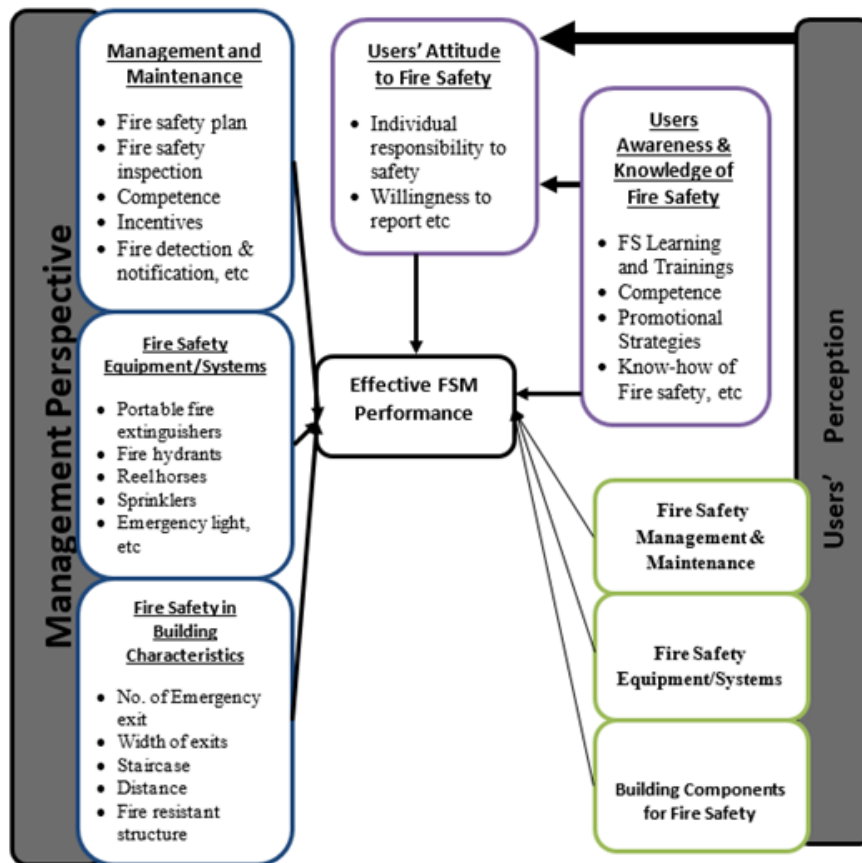 Management Perspective
Management and
Maintenance
• Fire safety plan
• Fire safety
inspection
• Competence
• Incentives
• Fire detection &
notification, etc
Fire Safety
Equipment/Systems
• Portable fire
extinguishers
• Fire hydrants
• Reel horses
• Sprinklers
• Emergency light,
etc
Fire Safety in
Building
Characteristics
• No. of Emergency
exit
• Width of exits
• Staircase
• Distance
• Fire resistant
structure
Users' Attitude
to Fire Safety
• Individual
responsibility to
safety
• Willingness to
report etc
Effective FSM
Performance
Users
Awareness &
Knowledge of
Fire Safety
• FS Learning
and Trainings
• Competence
• Promotional
Strategies
• Know-how of
Fire safety, etc
Fire Safety
Management &
Maintenance
Fire Safety
Equipment/Systems
Building Components
for Fire Safety
Users' Perception